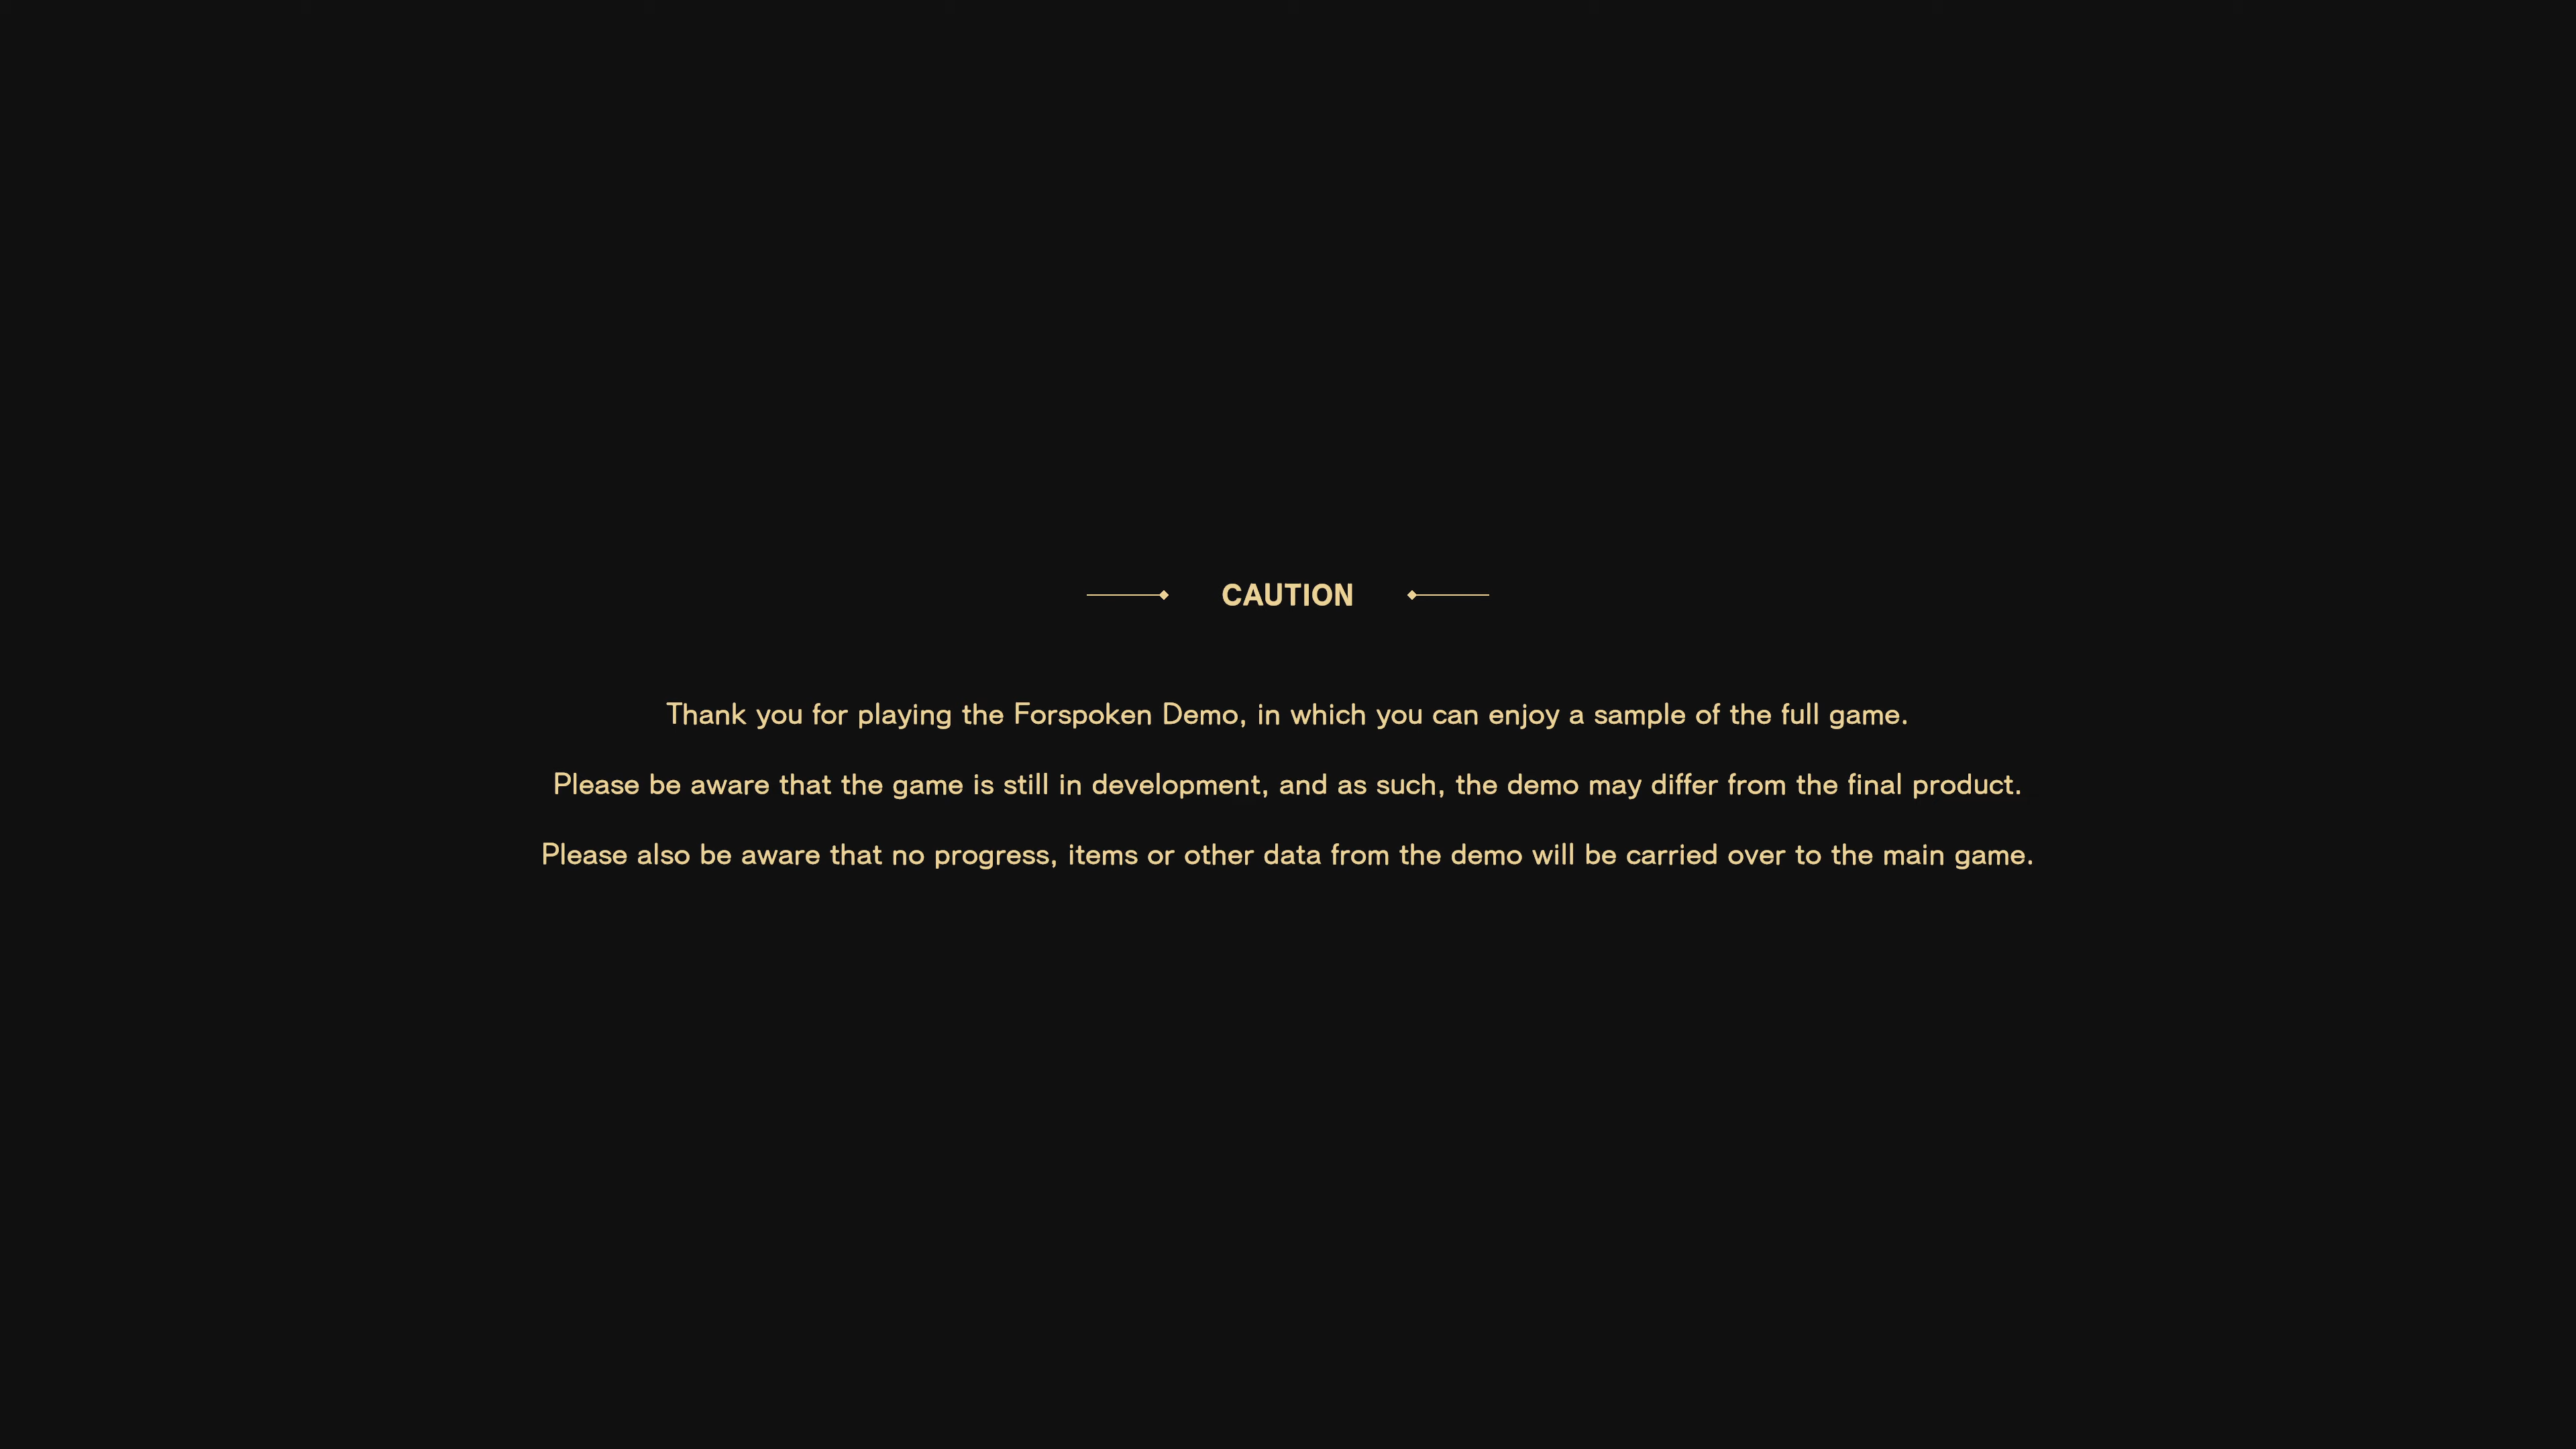 CAUTION
Thank you for playing the Forspoken Demo, in which you can enjoy a sample of the full game.
Please be aware that the game is still in development, and as such, the demo may differ from the final product.
Please also be aware that no progress, items or other data from the demo will be carried over to the main game.